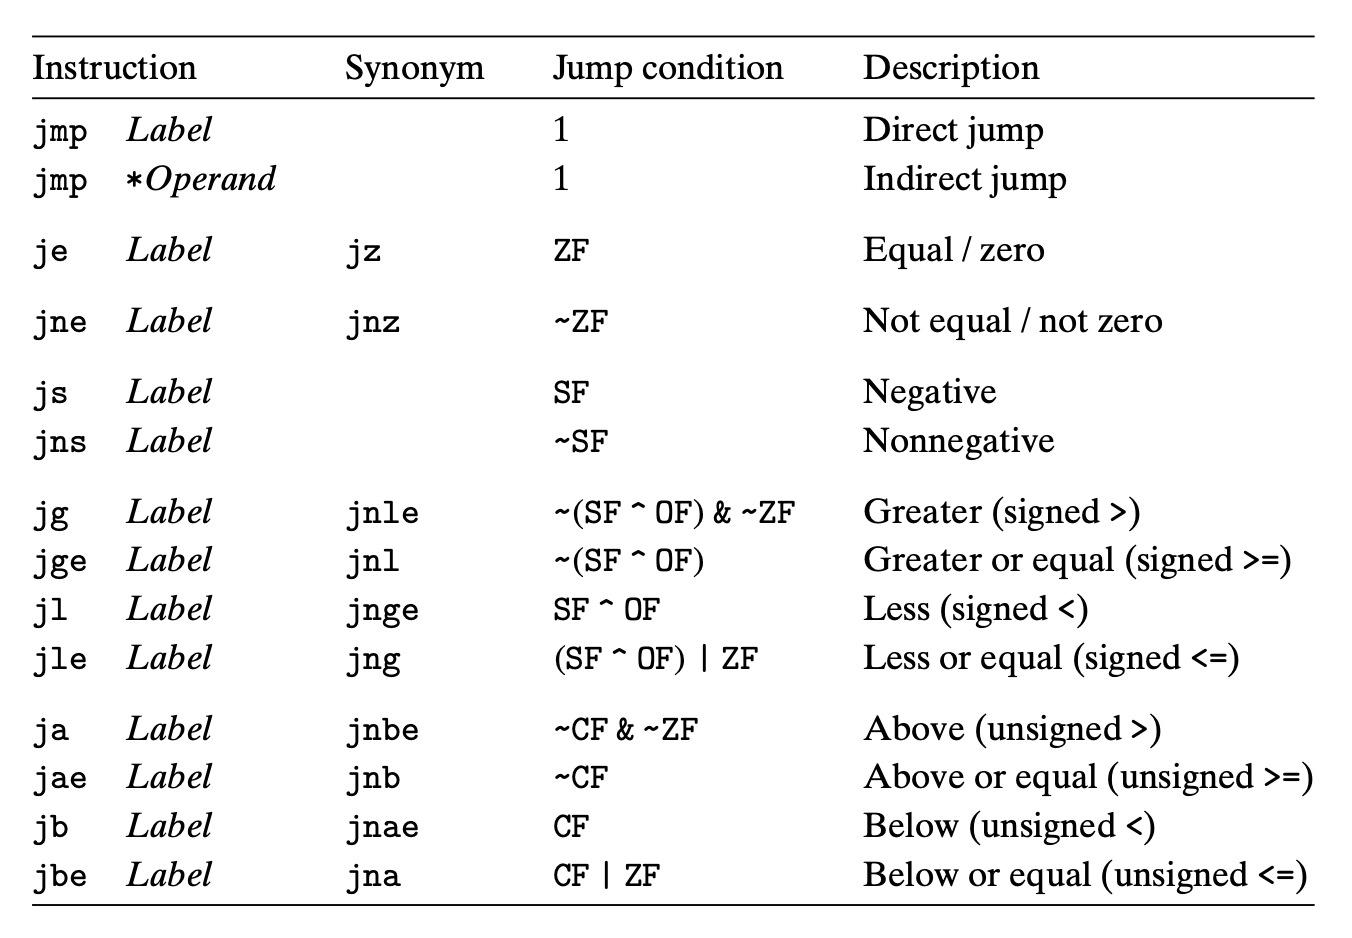 Instruction Synonym Jump condition Description
jmp Label 1 Direct jump
jmp *Operand 1 Indirect jump
je Label jz ZF Equal / zero
jne Label jnz ~ZF Not equal / not zero
js Label SF Negative
jns Label ~SF Nonnegative
jg Label jnle ~(SF ^ OF) & ~ZF Greater (signed >)
jge Label jnl ~(SF ^ OF) Greater or equal (signed >=)
jl Label jnge SF ^ OF Less (signed <)
jle Label jng (SF ^ OF) | ZF Less or equal (signed <=)
ja Label jnbe ~CF & ~ZF Above (unsigned >)
jae Label jnb ~CF Above or equal (unsigned >=)
jb Label jnae CF Below (unsigned <)
jbe Label jna CF | ZF Below or equal (unsigned <=)